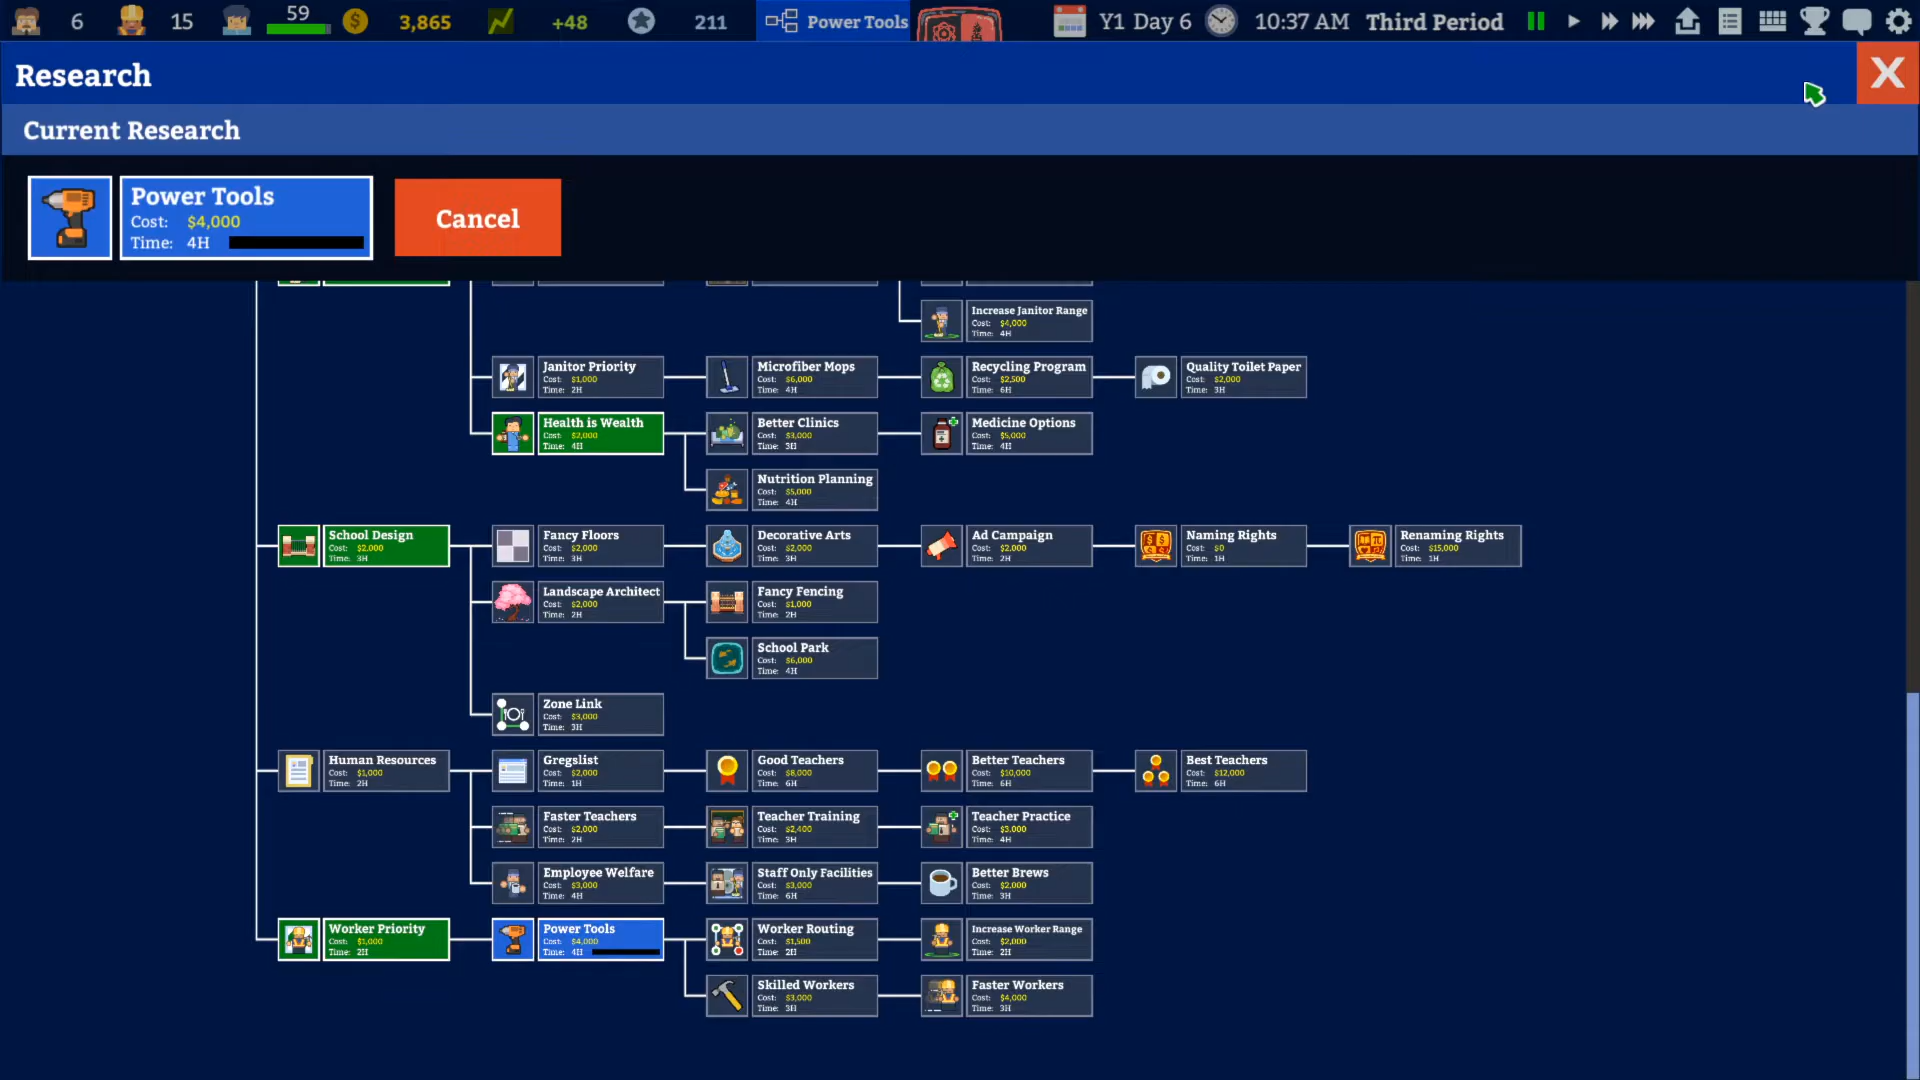 6 15 59 3,865 +48 211 Power Tools Y1 Day 6 10:37 AM Third Period
Research X
Current Research
Power Tools
Cost: $4,000
Time: 4H
Cancel
Increase Janitor Range
Cost: $4,000
Time: 4H
Janitor Priority
Cost: $1,000
Time: 2H
Microfiber Mops
Cost: $6,000
Time: 4H
Recycling Program
Cost: $2,500
Time: 6H
Quality Toilet Paper
Cost: $2,000
Time: 3H
Health is Wealth
Cost: $2,000
Time: 4H
Better Clinics
Cost: $3,000
Time: 3H
Medicine Options
Cost: $5,000
Time: 4H
Nutrition Planning
Cost: $5,000
Time: 4H
School Design
Cost: $2,000
Time: 3H
Fancy Floors
Cost: $2,000
Time: 3H
Decorative Arts
Cost: $2,000
Time: 3H
Ad Campaign
Cost: $2,000
Time: 2H
Naming Rights
Cost: $0
Time: 1H
Renaming Rights
Cost: $15,000
Time: 1H
Landscape Architect
Cost: $2,000
Time: 2H
Fancy Fencing
Cost: $1,000
Time: 2H
School Park
Cost: $6,000
Time: 4H
Zone Link
Cost: $3,000
Time: 3H
Human Resources
Cost: $1,000
Time: 2H
Gregslist
Cost: $2,000
Time: 1H
Good Teachers
Cost: $8,000
Time: 6H
Better Teachers
Cost: $10,000
Time: 6H
Best Teachers
Cost: $12,000
Time: 6H
Faster Teachers
Cost: $2,000
Time: 2H
Teacher Training
Cost: $2,400
Time: 3H
Teacher Practice
Cost: $3,000
Time: 4H
Employee Welfare
Cost: $3,000
Time: 4H
Staff Only Facilities
Cost: $3,000
Time: 6H
Better Brews
Cost: $2,000
Time: 3H
Worker Priority
Cost: $1,000
Time: 2H
Power Tools
Cost: $4,000
Time: 4H
Worker Routing
Cost: $1,500
Time: 2H
Increase Worker Range
Cost: $2,000
Time: 2H
Skilled Workers
Cost: $3,000
Time: 3H
Faster Workers
Cost: $4,000
Time: 3H